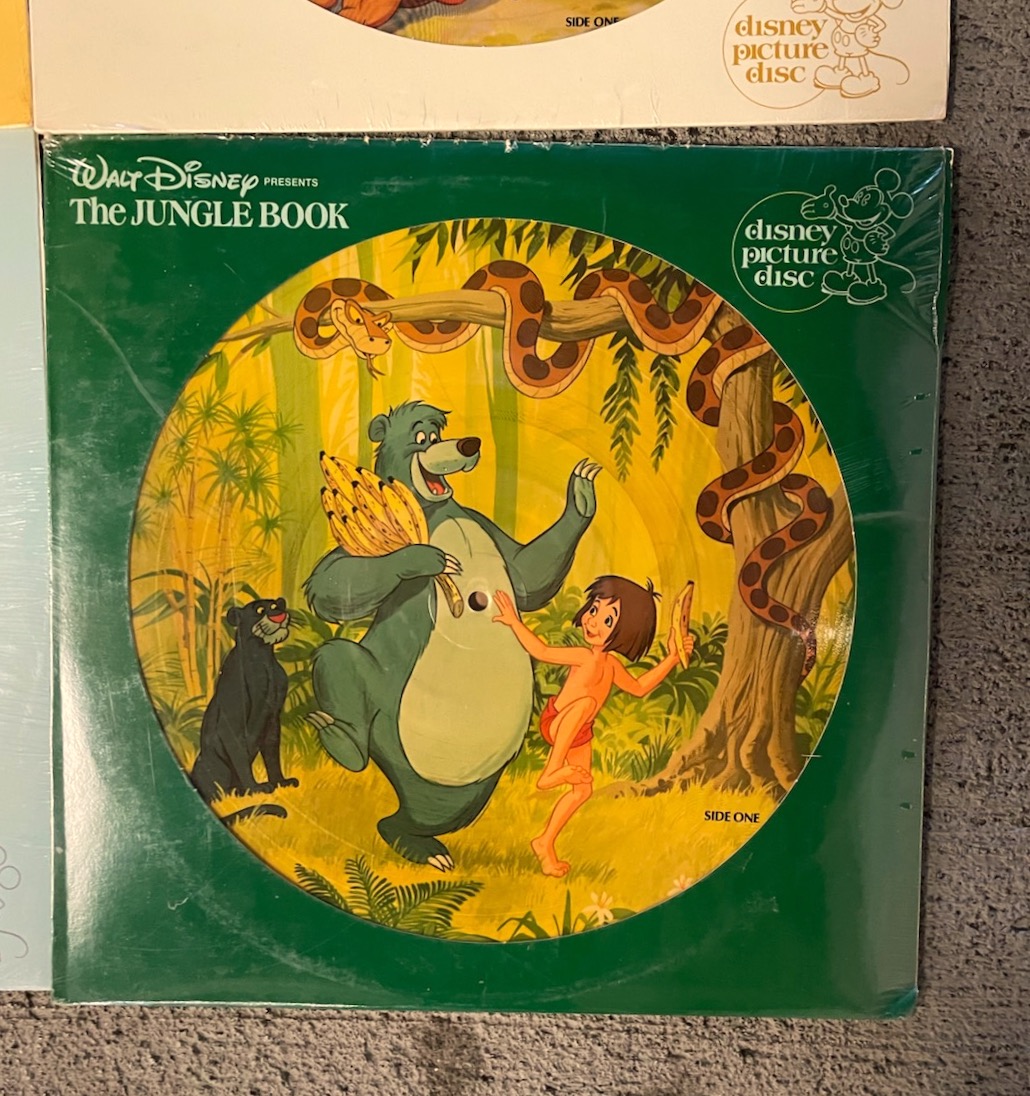 SIDE ONE
disney
picture
disc
WALT DISNEY PRESENTS
The JUNGLE BOOK
disney
picture
disc
SIDE ONE